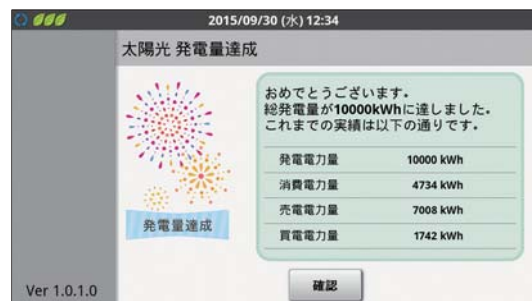 2015/09/30 (水) 12:34
太陽光 発電量達成
おめでとうございます。
総発電量が10000kWhに達しました。
これまでの実績は以下の通りです。
発電電力量 10000 kWh
消費電力量 4734 kWh
売電電力量 7008 kWh
買電電力量 1742 kWh
発電量達成
確認
Ver 1.0.1.0